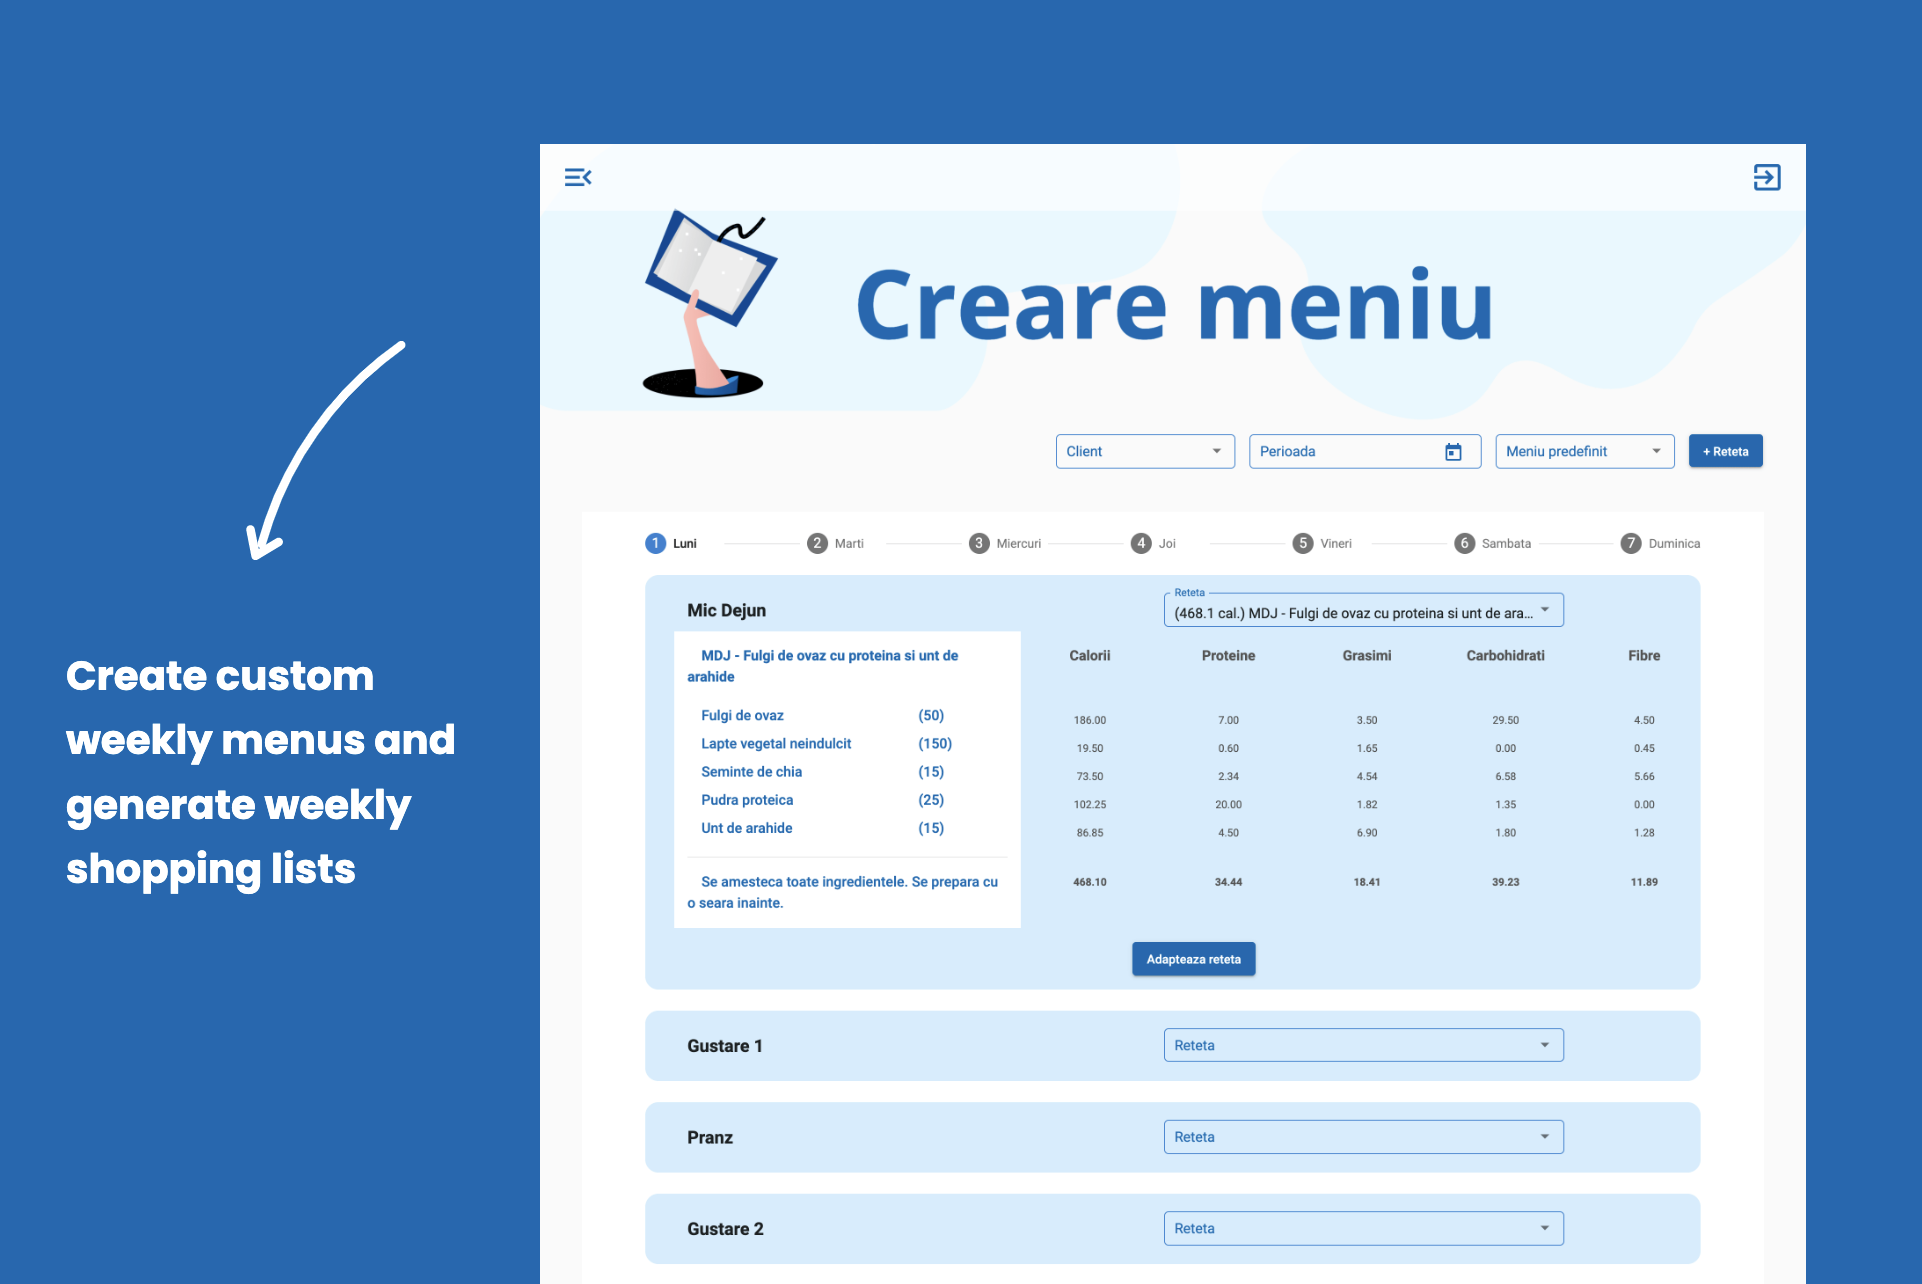 Create custom
weekly menus and
generate weekly
shopping lists
Creare meniu
Client Perioada Meniu predefinit + Reteta
1 Luni 2 Marti 3 Miercuri 4 Joi 5 Vineri 6 Sambata 7 Duminica
Mic Dejun
Reteta
(468.1 cal.) MDJ - Fulgi de ovaz cu proteina si unt de ara...
MDJ - Fulgi de ovaz cu proteina si unt de
arahide
Calorii Proteine Grasimi Carbohidrati Fibre
Fulgi de ovaz (50) 186.00 7.00 3.50 29.50 4.50
Lapte vegetal neindulcit (150) 19.50 0.60 1.65 0.00 0.45
Seminte de chia (15) 73.50 2.34 4.54 6.58 5.66
Pudra proteica (25) 102.25 20.00 1.82 1.35 0.00
Unt de arahide (15) 86.85 4.50 6.90 1.80 1.28
Se amesteca toate ingredientele. Se prepara cu
o seara inainte.
468.10 34.44 18.41 39.23 11.89
Adapteaza reteta
Gustare 1 Reteta
Pranz Reteta
Gustare 2 Reteta